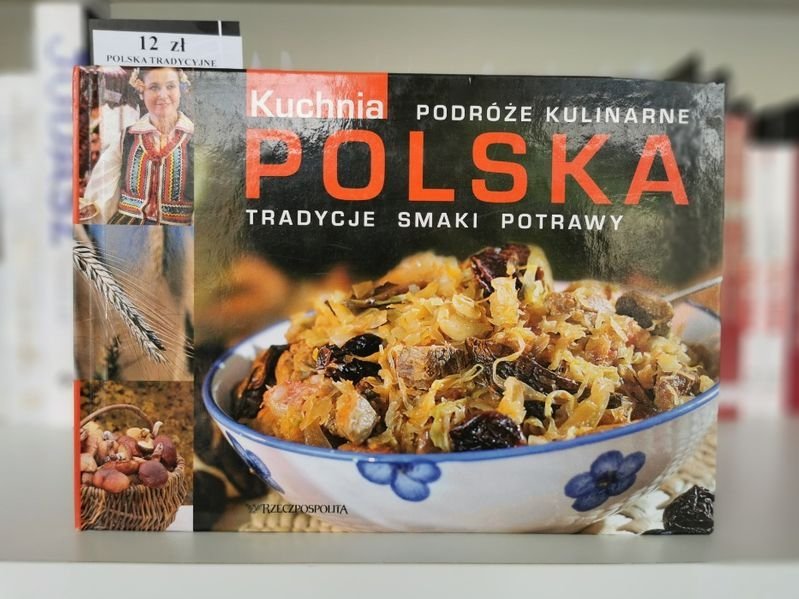 12 zł
POLSKA TRADYCYJNE
Kuchnia PODRÓŻE KULINARNE
POLSKA
TRADYCJE SMAKI POTRAWY
RZECZPOSPOLITA